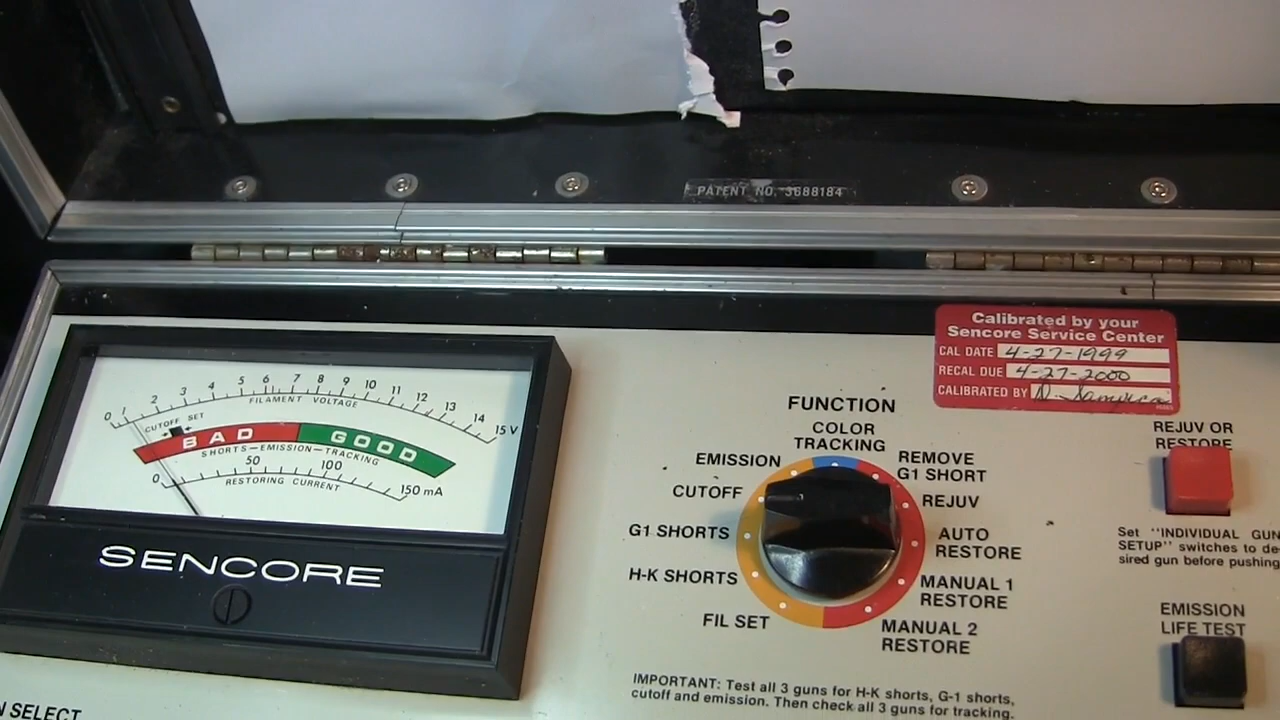 PATENT NO. 3688184
Calibrated by your
Sencore Service Center
CAL DATE 4-27-1999
RECAL DUE 4-27-2000
CALIBRATED BY
0 1 2 3 4 5 6 7 8 9 10 11 12 13 14 15 V
FILAMENT VOLTAGE
CUTOFF SET
BAD GOOD
SHORTS-EMISSION-TRACKING
0 50 100 150 mA
RESTORING CURRENT
SENCORE
FUNCTION
COLOR
TRACKING
EMISSION
CUTOFF
G1 SHORTS
H-K SHORTS
FIL SET
REMOVE
G1 SHORT
REJUV
AUTO
RESTORE
MANUAL 1
RESTORE
MANUAL 2
RESTORE
REJUV OR
RESTORE
Set "INDIVIDUAL GUN
SETUP" switches to de-
sired gun before pushing
EMISSION
LIFE TEST
IMPORTANT: Test all 3 guns for H-K shorts, G-1 shorts,
cutoff and emission. Then check all 3 guns for tracking.
SELECT